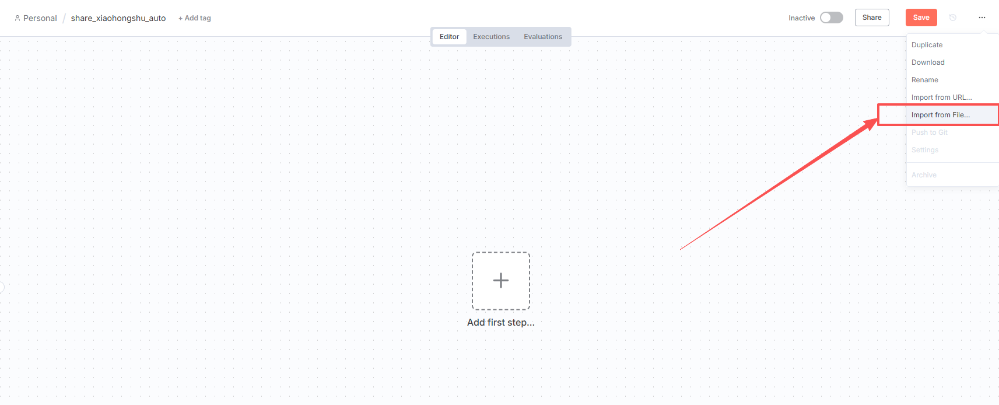 Personal / share_xiaohongshu_auto + Add tag
Inactive Share Save ...
Editor Executions Evaluations
Duplicate
Download
Rename
Import from URL...
Import from File...
Push to Git
Settings
Archive
Add first step...